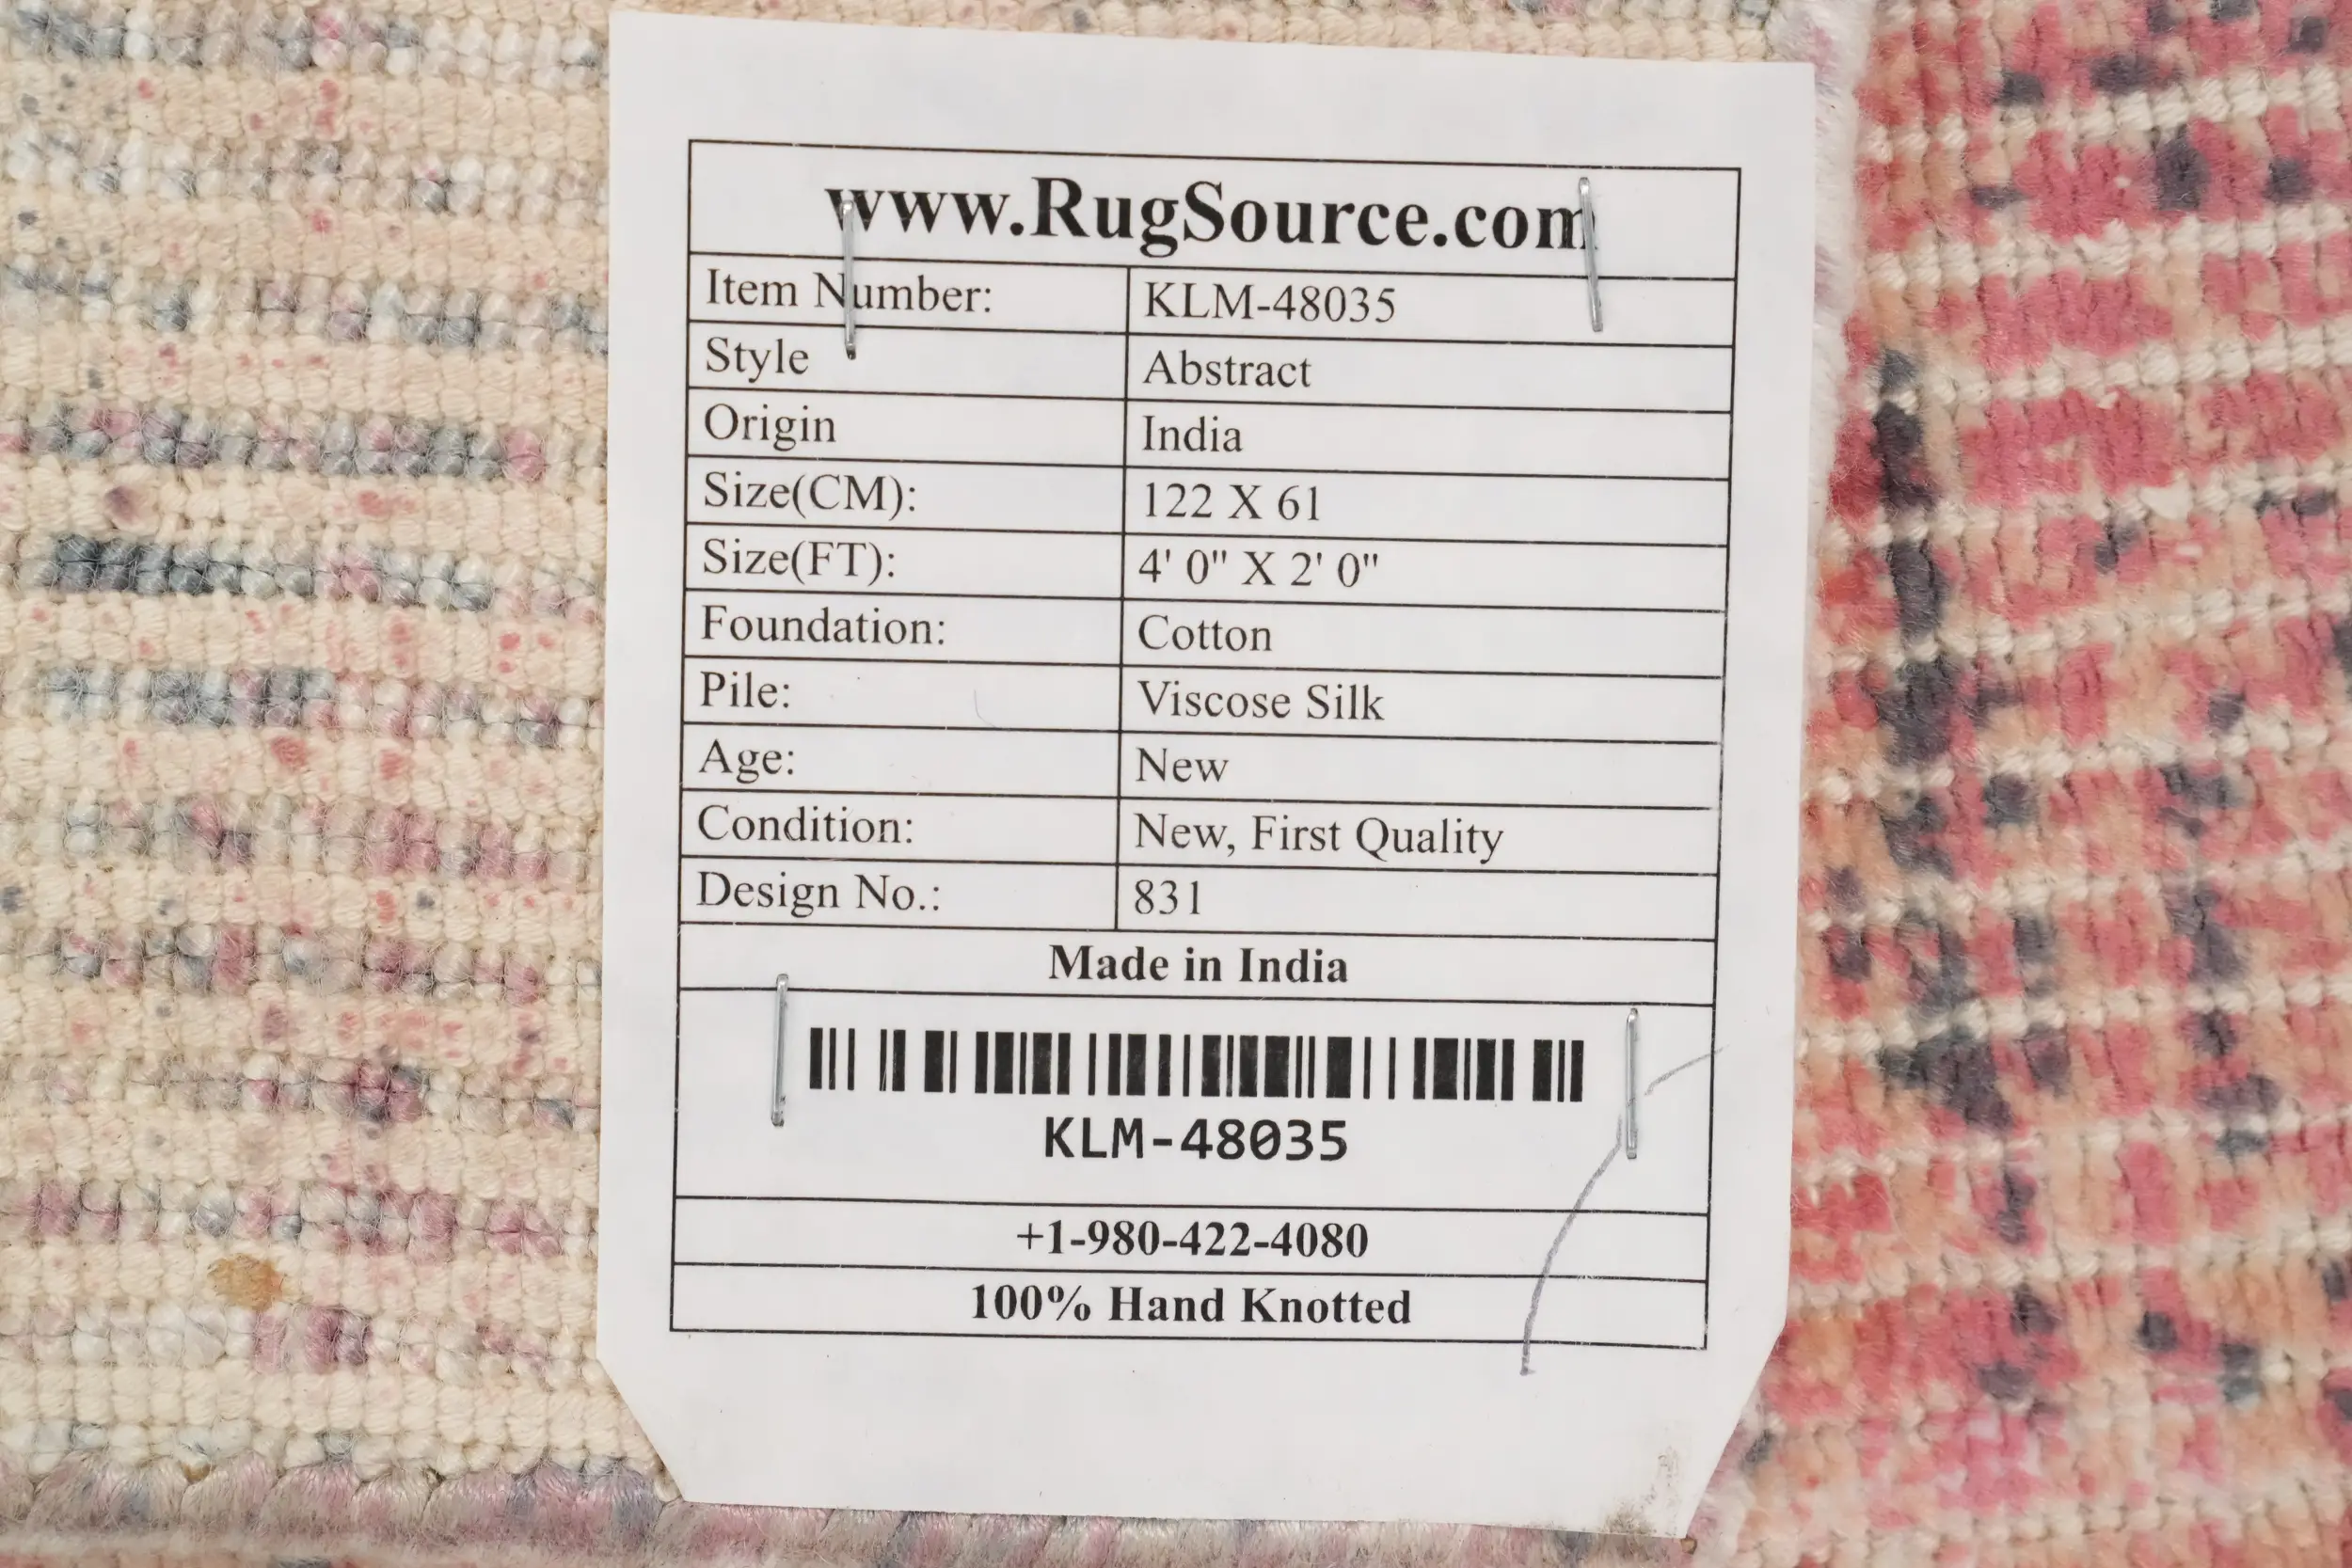 www.RugSource.com
Item Number: KLM-48035
Style Abstract
Origin India
Size(CM): 122 X 61
Size(FT): 4' 0" X 2' 0"
Foundation: Cotton
Pile: Viscose Silk
Age: New
Condition: New, First Quality
Design No.: 831
Made in India
KLM-48035
+1-980-422-4080
100% Hand Knotted